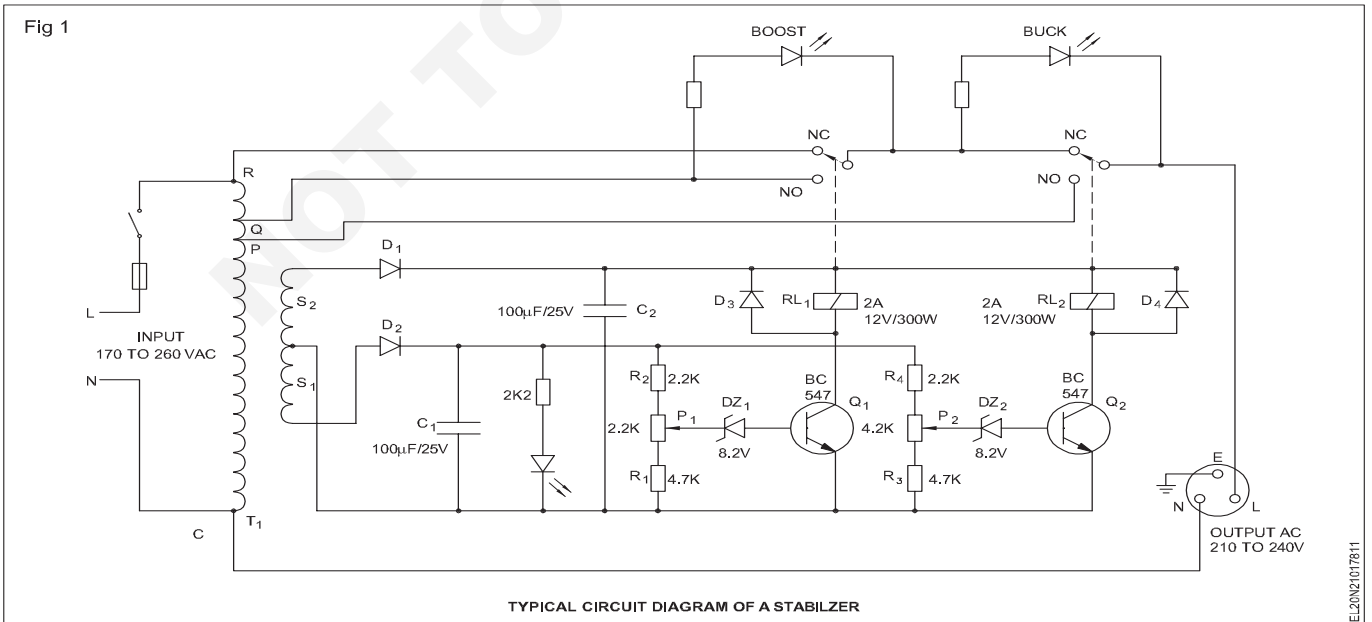 Fig 1
BOOST
BUCK
NC
NC
R
NO
NO
Q
P
D1
S2
D3
RL1
2A
12V/300W
2A
12V/300W
RL2
D4
100μF/25V
C2
L
INPUT
170 TO 260 VAC
D2
N
S1
R2
2.2K
R4
2.2K
2K2
BC
547
Q1
BC
547
Q2
P1
DZ1
P2
DZ2
C1
2.2K
4.2K
100μF/25V
8.2V
8.2V
R1
4.7K
R3
4.7K
E
N
L
C
T1
OUTPUT AC
210 TO 240V
TYPICAL CIRCUIT DIAGRAM OF A STABILZER
EL20N21017811
NOT TO